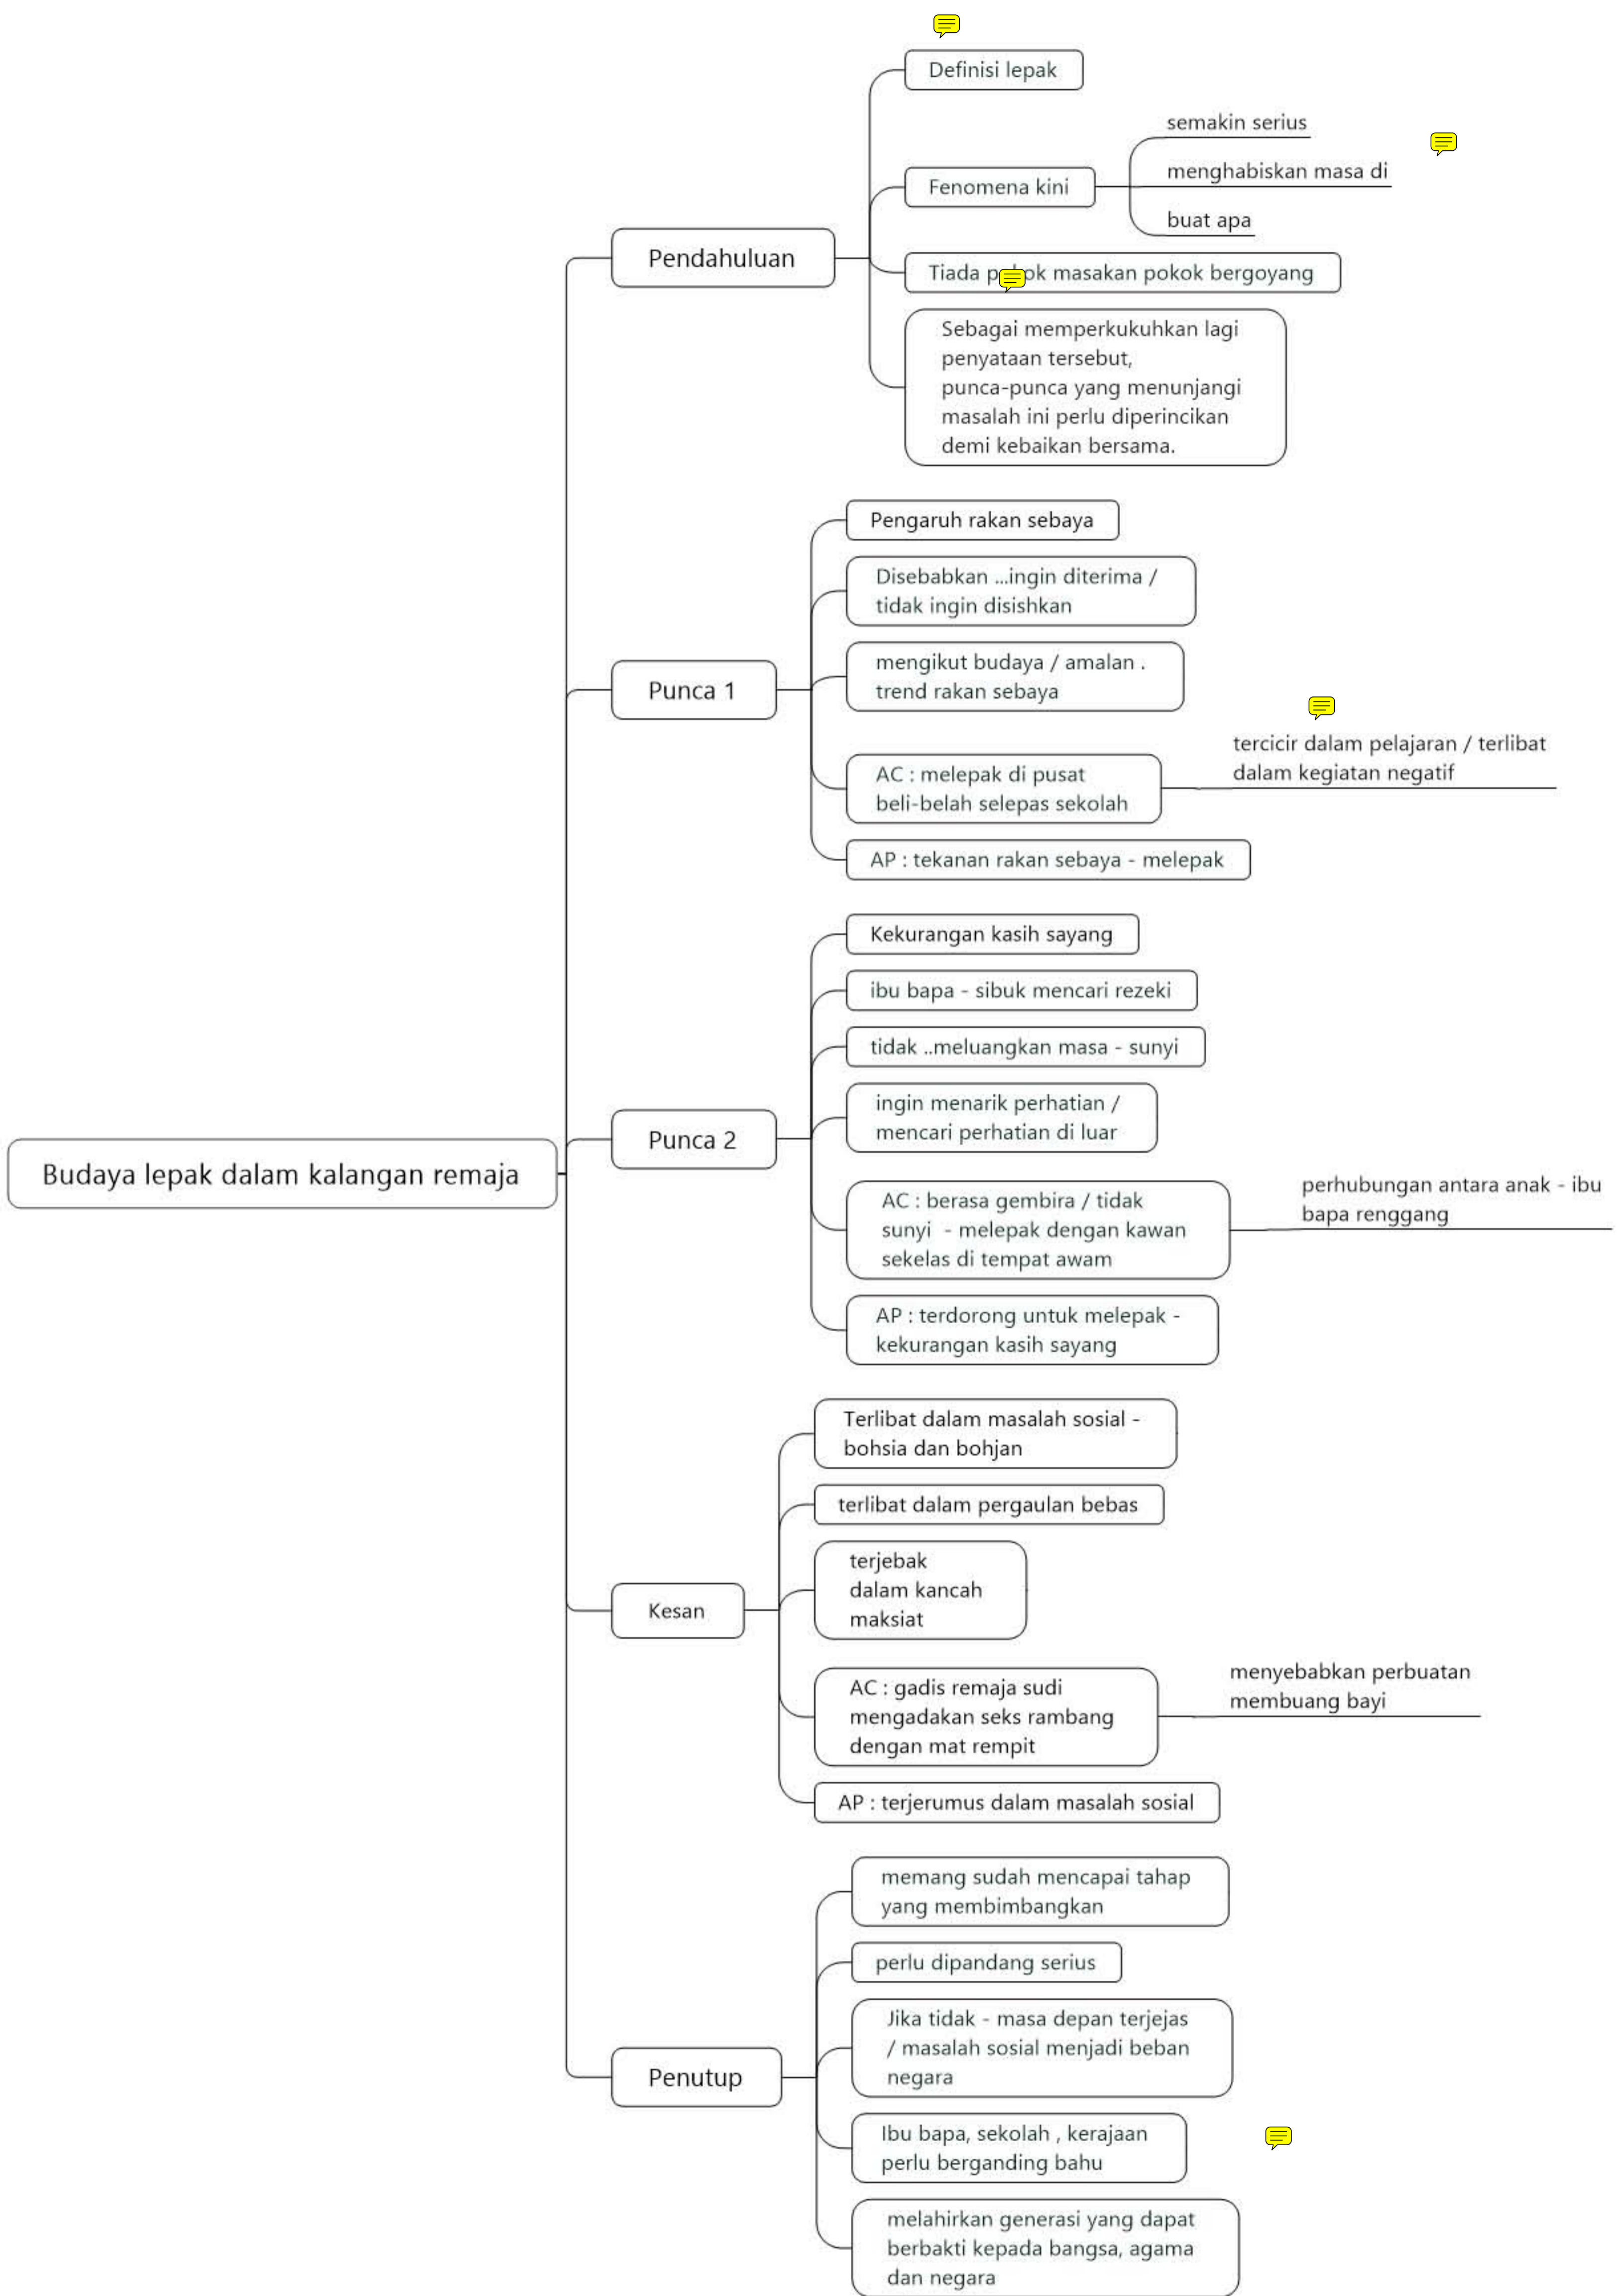 Budaya lepak dalam kalangan remaja
Pendahuluan
Definisi lepak
Fenomena kini
semakin serius
menghabiskan masa di
buat apa
Tiada masakan pokok bergoyang
Sebagai memperkukuhkan lagi
penyataan tersebut,
punca-punca yang menunjangi
masalah ini perlu diperincikan
demi kebaikan bersama.
Punca 1
Pengaruh rakan sebaya
Disebabkan ...ingin diterima /
tidak ingin disishkan
mengikut budaya / amalan .
trend rakan sebaya
AC : melepak di pusat
beli-belah selepas sekolah
tercicir dalam pelajaran / terlibat
dalam kegiatan negatif
AP : tekanan rakan sebaya - melepak
Punca 2
Kekurangan kasih sayang
ibu bapa - sibuk mencari rezeki
tidak ..meluangkan masa - sunyi
ingin menarik perhatian /
mencari perhatian di luar
AC : berasa gembira / tidak
sunyi - melepak dengan kawan
sekelas di tempat awam
perhubungan antara anak - ibu
bapa renggang
AP : terdorong untuk melepak -
kekurangan kasih sayang
Kesan
Terlibat dalam masalah sosial -
bohsia dan bohjan
terlibat dalam pergaulan bebas
terjebak
dalam kancah
maksiat
AC : gadis remaja sudi
mengadakan seks rambang
dengan mat rempit
menyebabkan perbuatan
membuang bayi
AP : terjerumus dalam masalah sosial
Penutup
memang sudah mencapai tahap
yang membimbangkan
perlu dipandang serius
Jika tidak - masa depan terjejas
/ masalah sosial menjadi beban
negara
Ibu bapa, sekolah , kerajaan
perlu berganding bahu
melahirkan generasi yang dapat
berbakti kepada bangsa, agama
dan negara